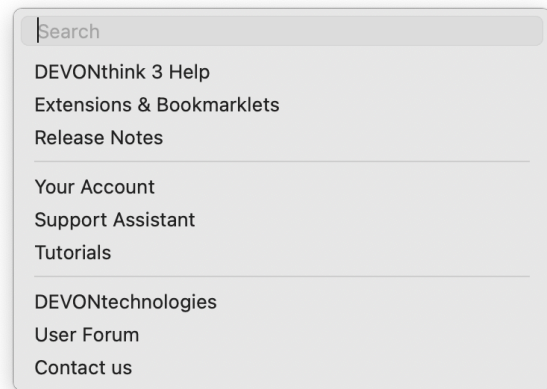 Search
DEVONthink 3 Help
Extensions & Bookmarklets
Release Notes
Your Account
Support Assistant
Tutorials
DEVONtechnologies
User Forum
Contact us